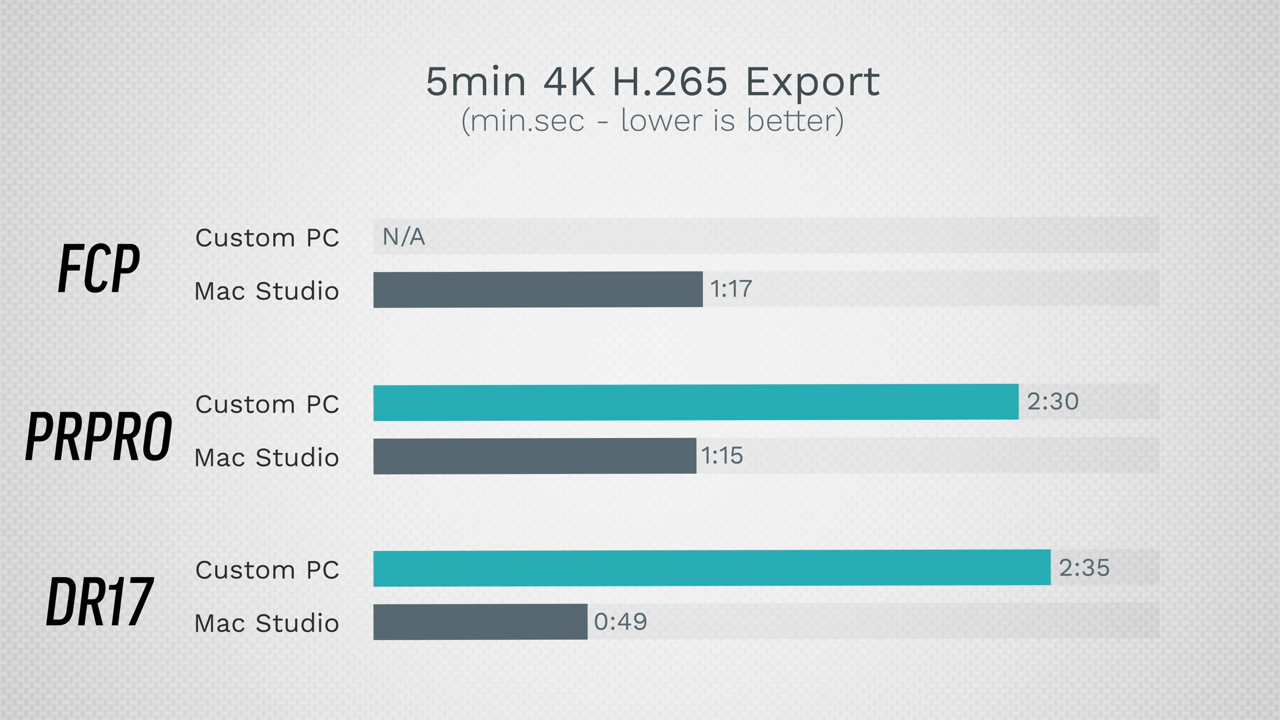 5min 4K H.265 Export
(min.sec - lower is better)
FCP
Custom PC N/A
Mac Studio 1:17
PRPRO
Custom PC 2:30
Mac Studio 1:15
DR17
Custom PC 2:35
Mac Studio 0:49